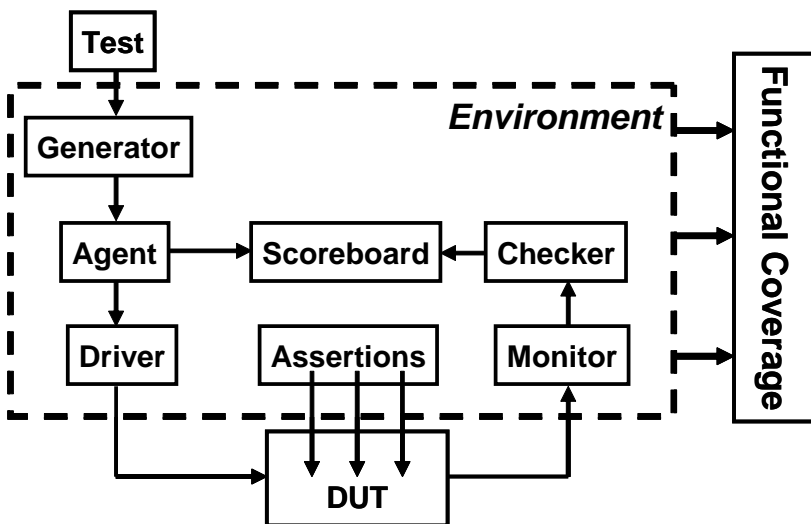 Test
Environment
Generator
Agent
Scoreboard
Checker
Driver
Assertions
Monitor
DUT
Functional Coverage